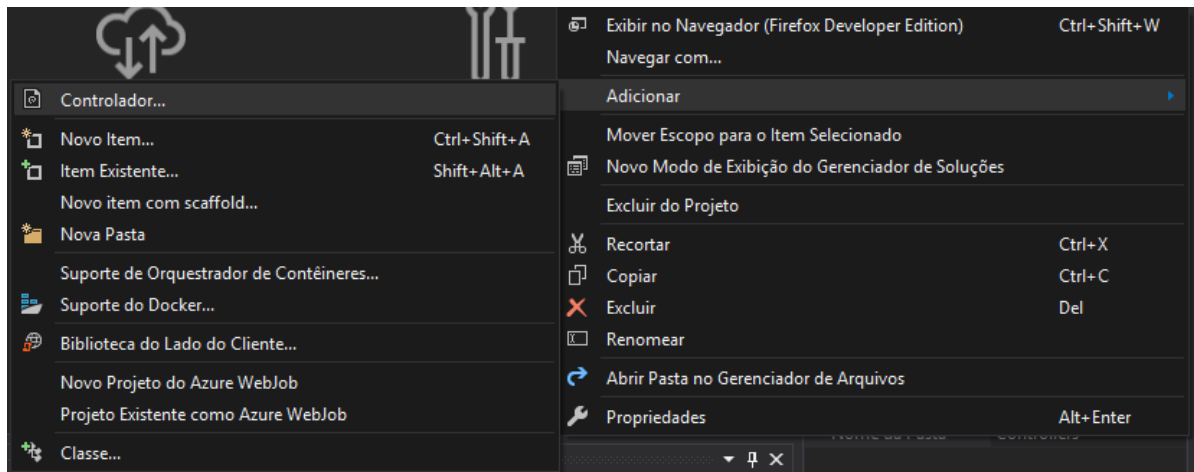 Exibir no Navegador (Firefox Developer Edition) Ctrl+Shift+W
Navegar com...
Adicionar
Mover Escopo para o Item Selecionado
Novo Modo de Exibição do Gerenciador de Soluções
Excluir do Projeto
Recortar Ctrl+X
Copiar Ctrl+C
Excluir Del
Renomear
Abrir Pasta no Gerenciador de Arquivos
Propriedades Alt+Enter
Controlador...
Novo Item... Ctrl+Shift+A
Item Existente... Shift+Alt+A
Novo item com scaffold...
Nova Pasta
Suporte de Orquestrador de Contêineres...
Suporte do Docker...
Biblioteca do Lado do Cliente...
Novo Projeto do Azure WebJob
Projeto Existente como Azure WebJob
Classe...
Nome da Pasta Controllers